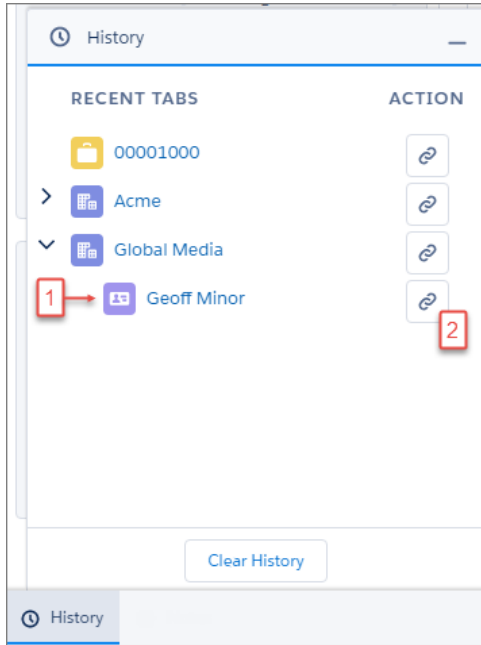 History
RECENT TABS ACTION
00001000
Acme
Global Media
1 Geoff Minor
2
Clear History
History